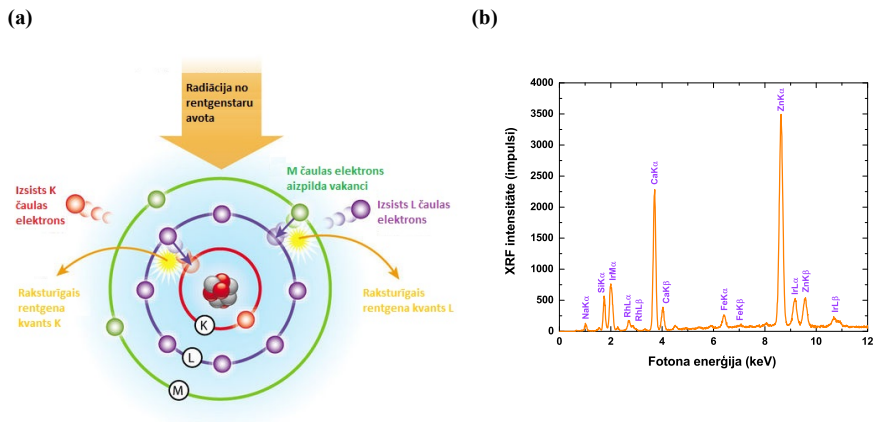 (a)
Radiācija no
rentgenstaru
avota
M čaulas elektrons
aizpilda vakanci
Izsists K
čaulas
elektrons
Izsists L čaulas
elektrons
Raksturīgais
rentgena
kvants K
Raksturīgais
rentgena kvants L
K
L
M
(b)
XRF intensitāte (impulsi)
4000
3500
3000
2500
2000
1500
1000
500
0
NaKα
SiKα
IrMα
RhLα
RhLβ
CaKα
CaKβ
FeKα
FeKβ
ZnKα
IrLα
ZnKβ
IrLβ
0 2 4 6 8 10 12
Fotona enerģija (keV)